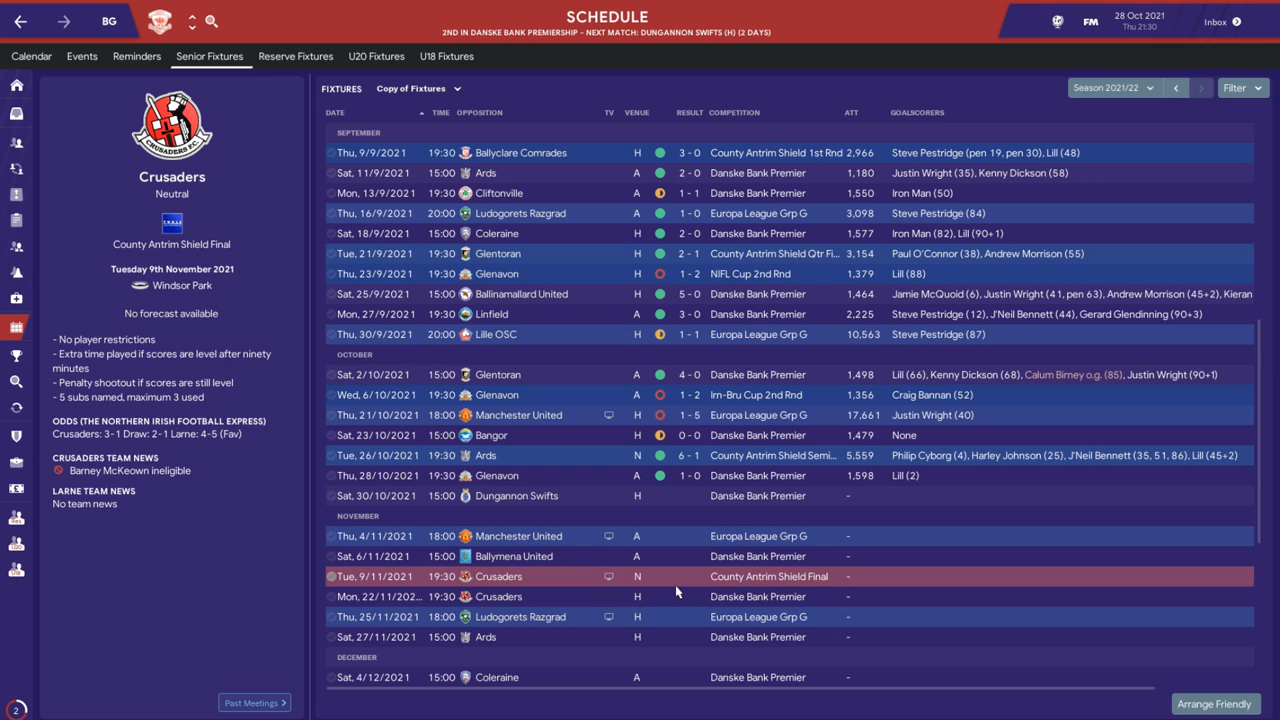 BG
SCHEDULE
2ND IN DANSKE BANK PREMIERSHIP - NEXT MATCH: DUNGANNON SWIFTS (H) (2 DAYS)
FM
28 Oct 2021
Thu 21:30
Inbox
Calendar Events Reminders Senior Fixtures Reserve Fixtures U20 Fixtures U18 Fixtures
Crusaders
Neutral
County Antrim Shield Final
Tuesday 9th November 2021
Windsor Park
No forecast available
- No player restrictions
- Extra time played if scores are level after ninety
minutes
- Penalty shootout if scores are still level
- 5 subs named, maximum 3 used
ODDS (THE NORTHERN IRISH FOOTBALL EXPRESS)
Crusaders: 3-1 Draw: 2-1 Larne: 4-5 (Fav)
CRUSADERS TEAM NEWS
Barney McKeown ineligible
LARNE TEAM NEWS
No team news
Past Meetings
2
FIXTURES Copy of Fixtures Season 2021/22 Filter
DATE TIME OPPOSITION TV VENUE RESULT COMPETITION ATT GOALSCORERS
SEPTEMBER
Thu, 9/9/2021 19:30 Ballyclare Comrades H 3 - 0 County Antrim Shield 1st Rnd 2,966 Steve Pestridge (pen 19, pen 30), Lill (48)
Sat, 11/9/2021 15:00 Ards A 2 - 0 Danske Bank Premier 1,180 Justin Wright (35), Kenny Dickson (58)
Mon, 13/9/2021 19:30 Cliftonville A 1 - 1 Danske Bank Premier 1,550 Iron Man (50)
Thu, 16/9/2021 20:00 Ludogorets Razgrad A 1 - 0 Europa League Grp G 3,098 Steve Pestridge (84)
Sat, 18/9/2021 15:00 Coleraine H 2 - 0 Danske Bank Premier 1,577 Iron Man (82), Lill (90+1)
Tue, 21/9/2021 19:30 Glentoran H 2 - 1 County Antrim Shield Qtr Fi... 3,154 Paul O'Connor (38), Andrew Morrison (55)
Thu, 23/9/2021 19:30 Glenavon H 1 - 2 NIFL Cup 2nd Rnd 1,379 Lill (88)
Sat, 25/9/2021 15:00 Ballinamallard United H 5 - 0 Danske Bank Premier 1,464 Jamie McQuoid (6), Justin Wright (41, pen 63), Andrew Morrison (45+2), Kieran
Mon, 27/9/2021 19:30 Linfield H 3 - 0 Danske Bank Premier 2,225 Steve Pestridge (12), J'Neil Bennett (44), Gerard Glendinning (90+3)
Thu, 30/9/2021 20:00 Lille OSC H 1 - 1 Europa League Grp G 10,563 Steve Pestridge (87)
OCTOBER
Sat, 2/10/2021 15:00 Glentoran A 4 - 0 Danske Bank Premier 1,498 Lill (66), Kenny Dickson (68), Calum Birney o.g. (85), Justin Wright (90+1)
Wed, 6/10/2021 19:30 Glenavon A 1 - 2 Irn-Bru Cup 2nd Rnd 1,356 Craig Bannan (52)
Thu, 21/10/2021 18:00 Manchester United H 1 - 5 Europa League Grp G 17,661 Justin Wright (40)
Sat, 23/10/2021 15:00 Bangor H 0 - 0 Danske Bank Premier 1,479 None
Tue, 26/10/2021 19:30 Ards N 6 - 1 County Antrim Shield Semi... 5,559 Philip Cyborg (4), Harley Johnson (25), J'Neil Bennett (35, 51, 86), Lill (45+2)
Thu, 28/10/2021 19:30 Glenavon A 1 - 0 Danske Bank Premier 1,598 Lill (2)
Sat, 30/10/2021 15:00 Dungannon Swifts H Danske Bank Premier -
NOVEMBER
Thu, 4/11/2021 18:00 Manchester United A Europa League Grp G -
Sat, 6/11/2021 15:00 Ballymena United A Danske Bank Premier -
Tue, 9/11/2021 19:30 Crusaders N County Antrim Shield Final -
Mon, 22/11/202... 19:30 Crusaders H Danske Bank Premier -
Thu, 25/11/2021 18:00 Ludogorets Razgrad H Europa League Grp G -
Sat, 27/11/2021 15:00 Ards H Danske Bank Premier -
DECEMBER
Sat, 4/12/2021 15:00 Coleraine A Danske Bank Premier -
Arrange Friendly